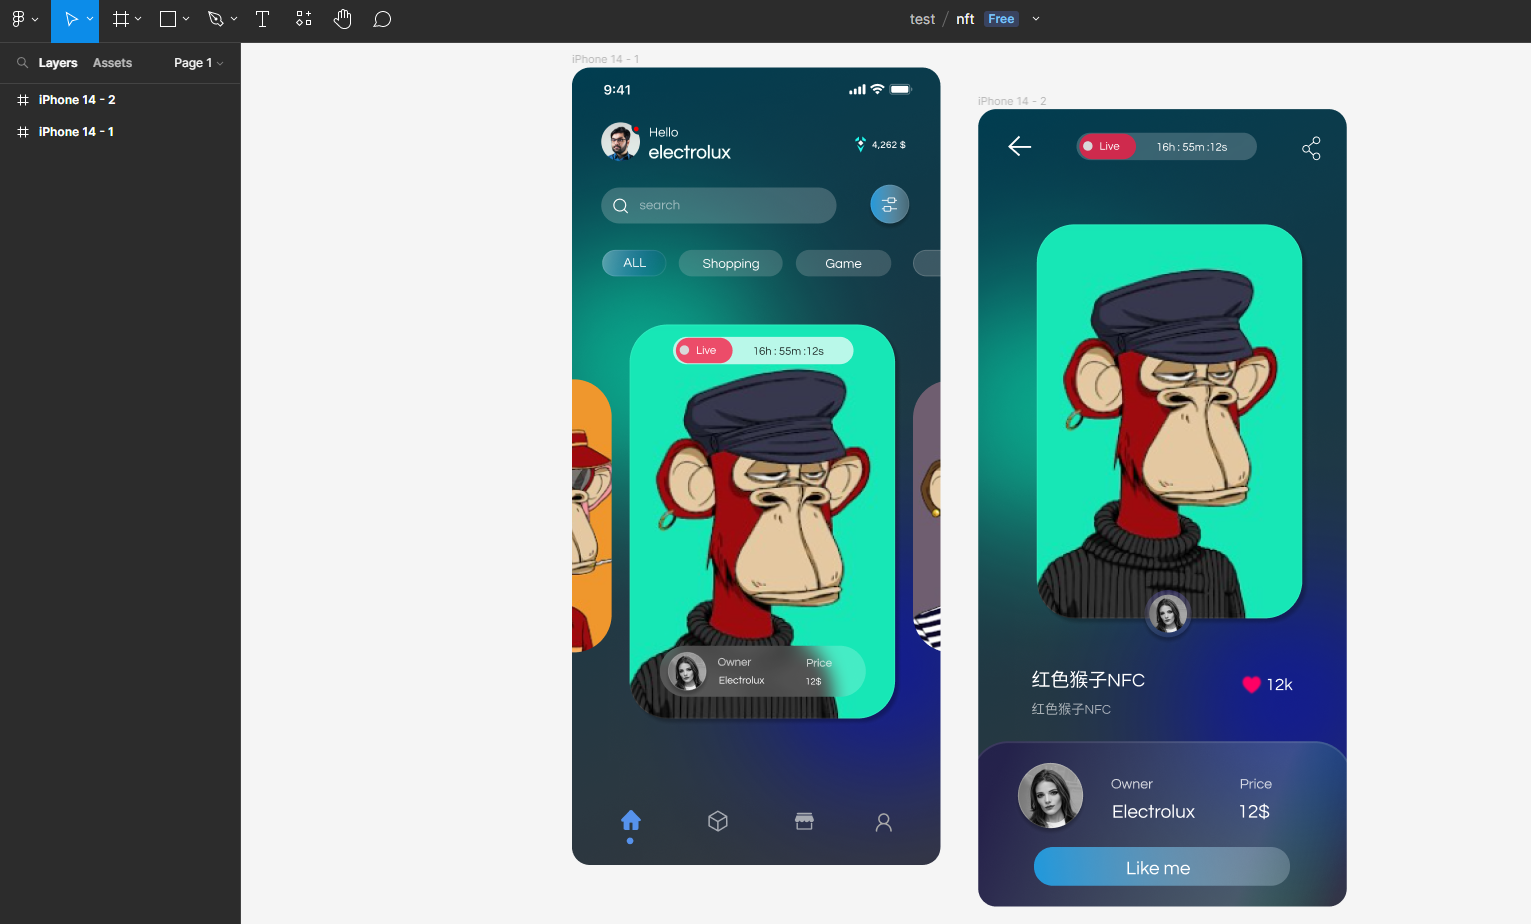 test / nft Free
Layers Assets Page 1
iPhone 14 - 2
iPhone 14 - 1
iPhone 14 - 1
9:41
Hello
electrolux
4,262 $
search
ALL Shopping Game
Live 16h : 55m :12s
Owner Price
Electrolux 12$
iPhone 14 - 2
Live 16h : 55m :12s
红色猴子NFC
12k
红色猴子NFC
Owner Price
Electrolux 12$
Like me